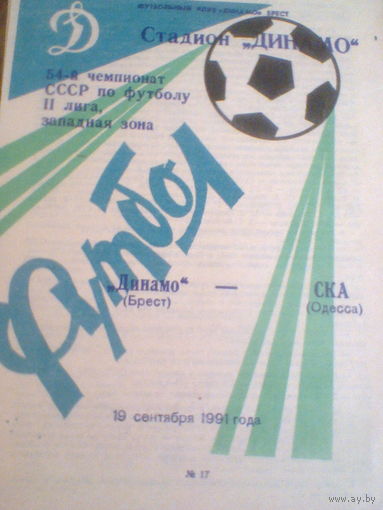 ФУТБОЛЬНЫЙ КЛУБ «ДИНАМО» БРЕСТ
Д
Стадион „ДИНАМО“
54-й чемпионат
СССР по футболу
II лига,
западная зона
Футбол
„Динамо“ — СКА
(Брест) (Одесса)
19 сентября 1991 года
№ 17
www.ay.by